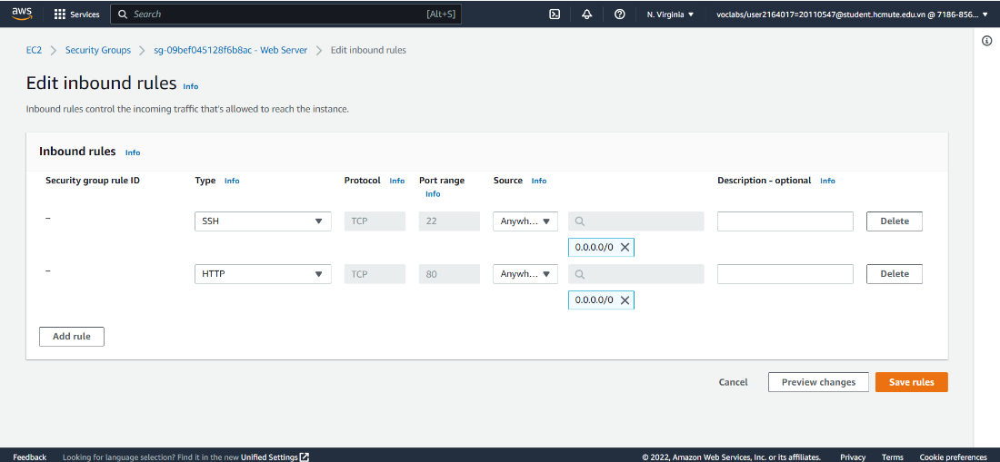 aws Services Search [Alt+S] N. Virginia voclabs/user2164017=20110547@student.hcmute.edu.vn @ 7186-856...
EC2 Security Groups sg-09bef045128f6b8ac - Web Server Edit inbound rules
Edit inbound rules Info
Inbound rules control the incoming traffic that's allowed to reach the instance.
Inbound rules Info
Security group rule ID Type Info Protocol Info Port range Info Source Info Description - optional Info
– SSH TCP 22 Anywh... Delete
0.0.0.0/0
– HTTP TCP 80 Anywh... Delete
0.0.0.0/0
Add rule
Cancel Preview changes Save rules
Feedback Looking for language selection? Find it in the new Unified Settings © 2022, Amazon Web Services, Inc. or its affiliates. Privacy Terms Cookie preferences